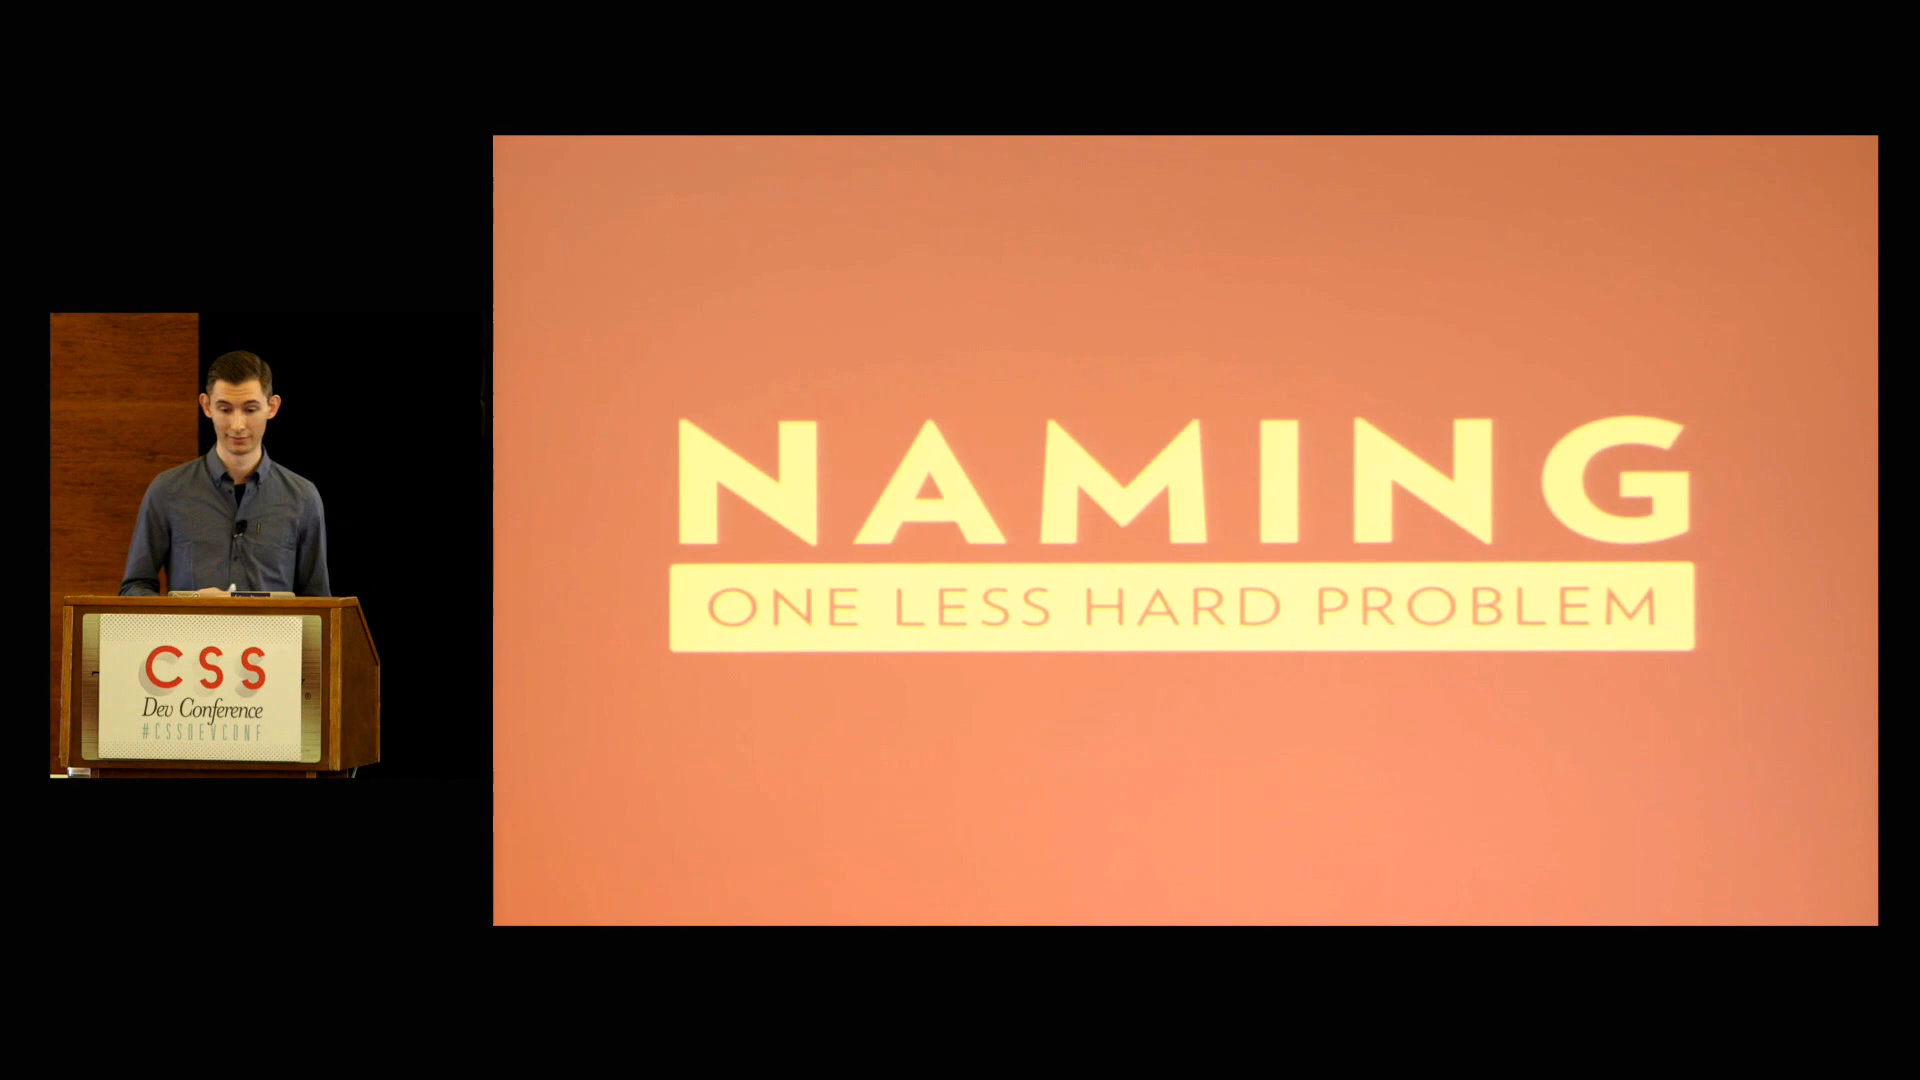 NAMING
ONE LESS HARD PROBLEM
CSS
Dev Conference
#CSSDEVCONF